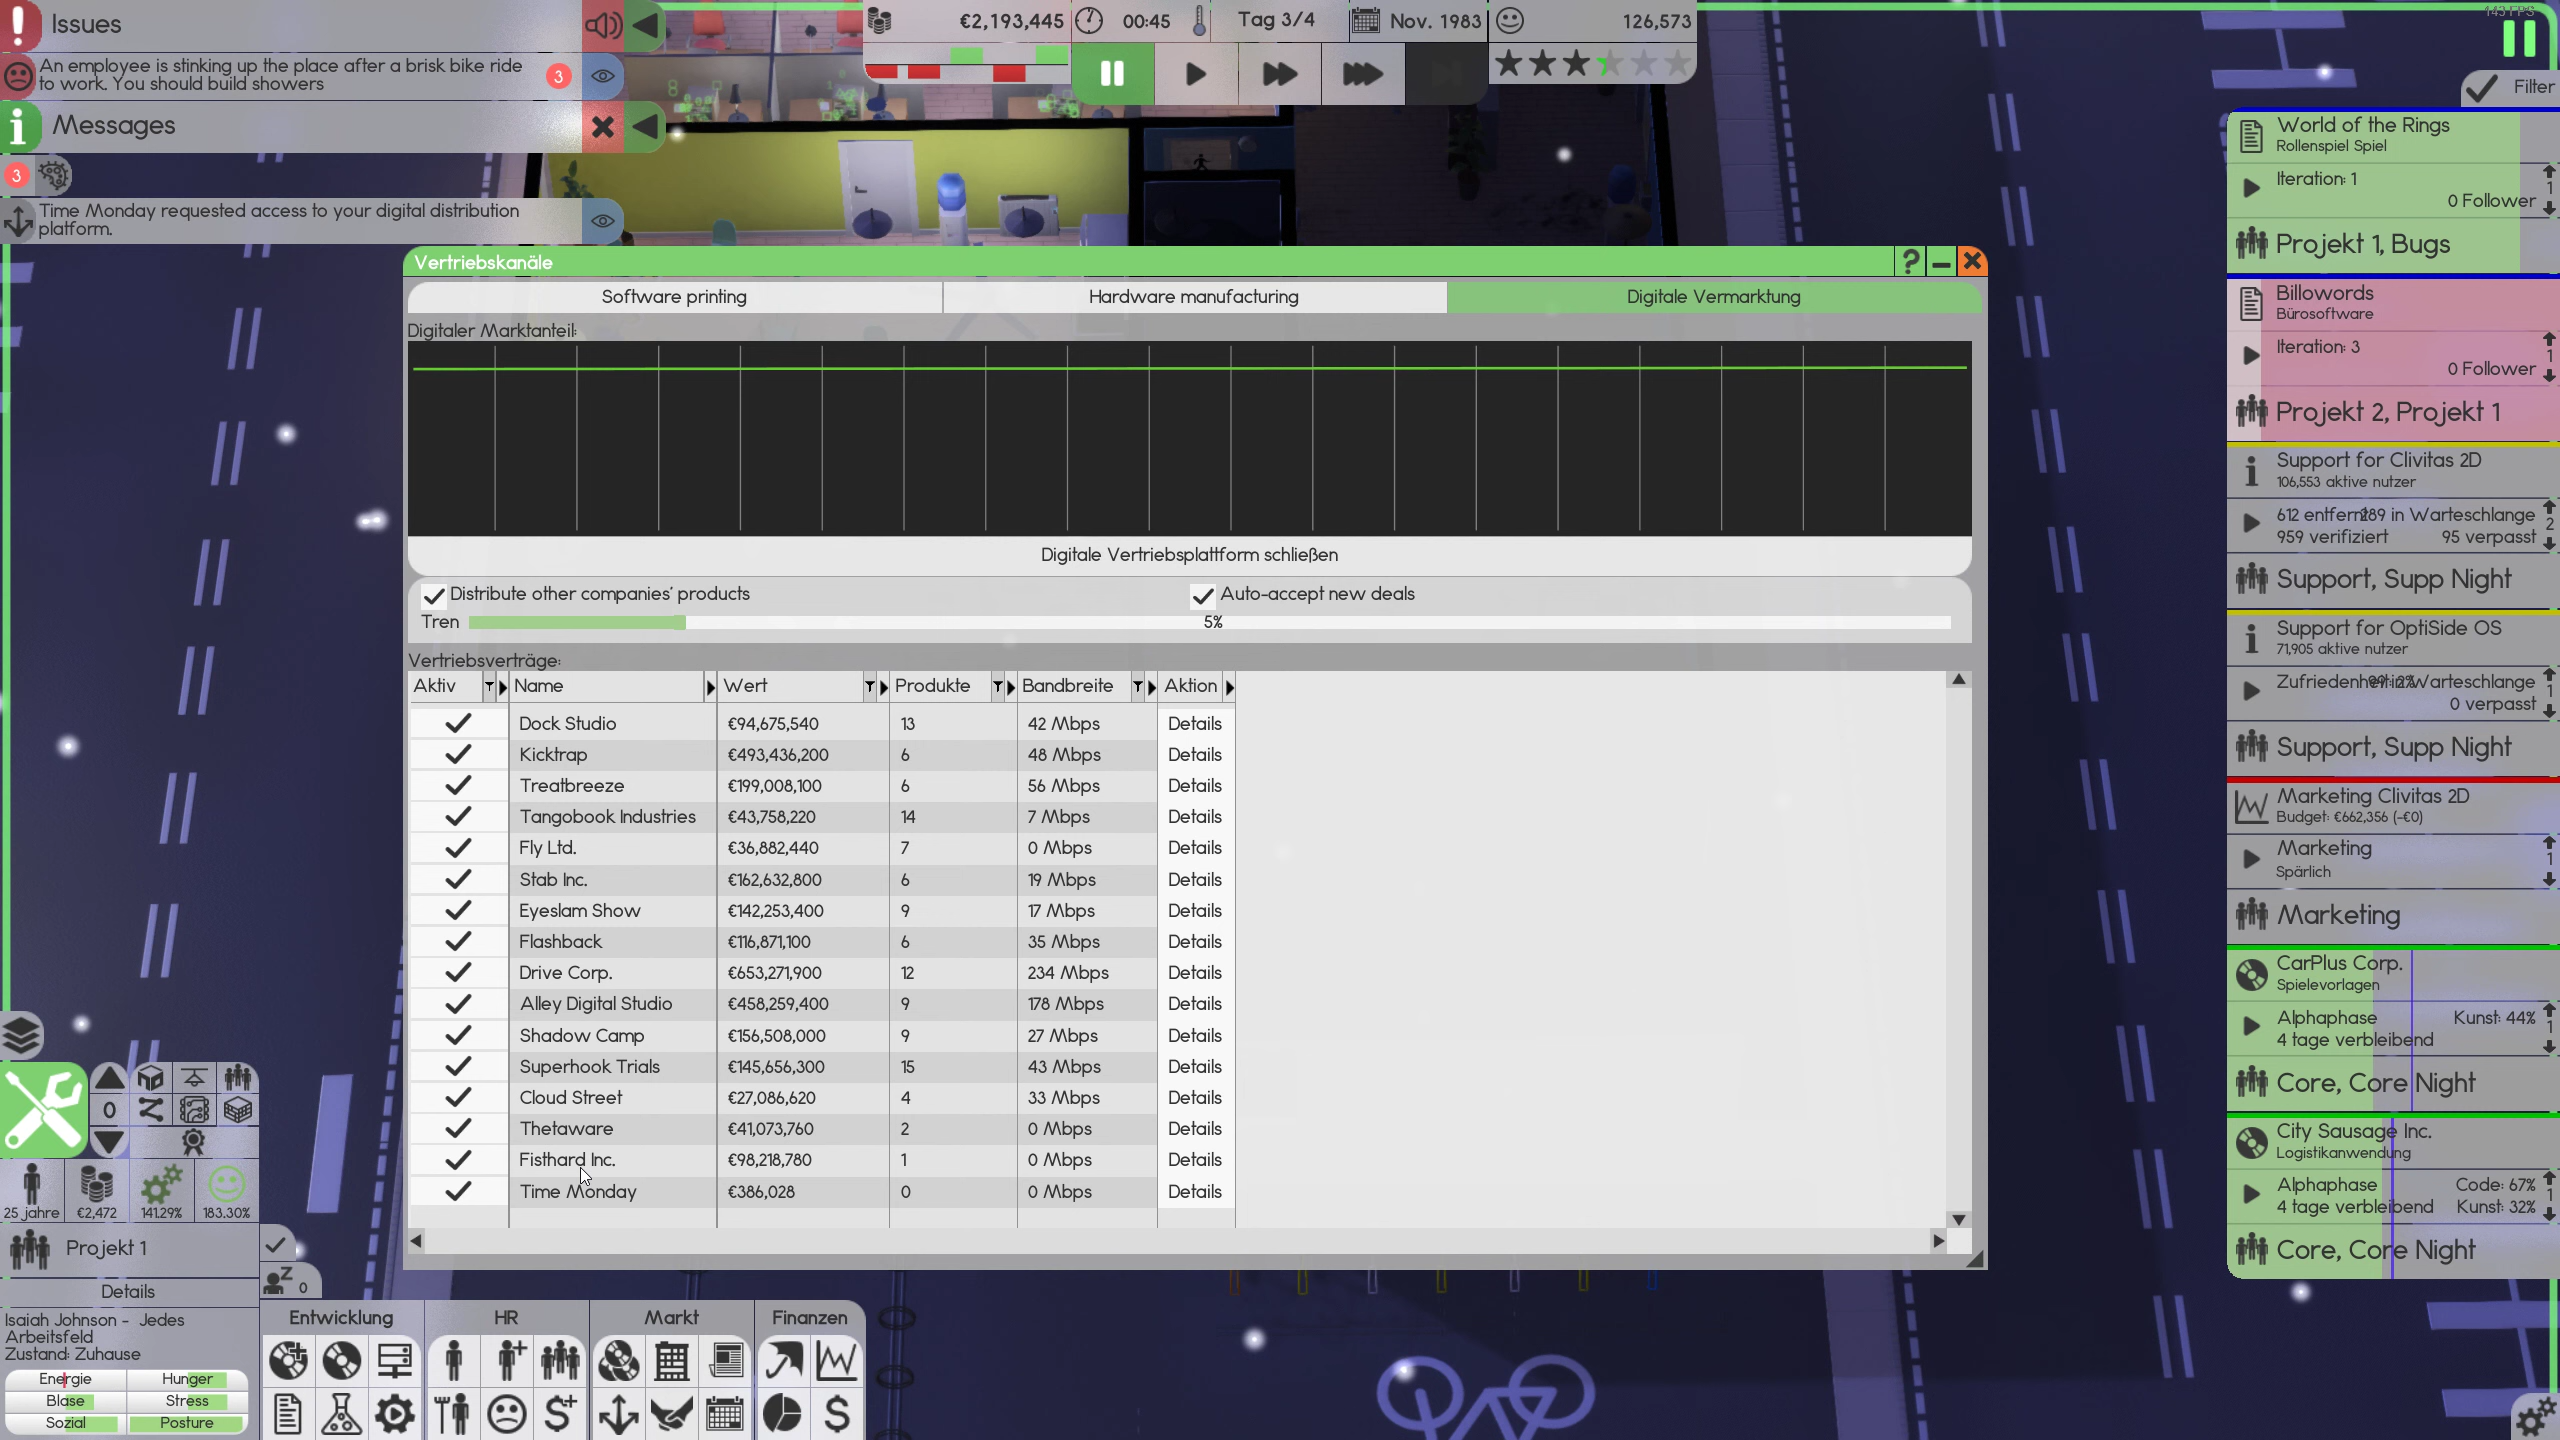 Issues
An employee is stinking up the place after a brisk bike ride
to work. You should build showers
3
Messages
3
Time Monday requested access to your digital distribution
platform.
€2,193,445
00:45
Tag 3/4
Nov. 1983
126,573
143 FPS
Filter
Vertriebskanäle
?
Software printing
Hardware manufacturing
Digitale Vermarktung
Digitaler Marktanteil:
Digitale Vertriebsplattform schließen
Distribute other companies' products
Auto-accept new deals
Tren
5%
Vertriebsverträge:
Aktiv Name Wert Produkte Bandbreite Aktion
Dock Studio €94,675,540 13 42 Mbps Details
Kicktrap €493,436,200 6 48 Mbps Details
Treatbreeze €199,008,100 6 56 Mbps Details
Tangobook Industries €43,758,220 14 7 Mbps Details
Fly Ltd. €36,882,440 7 0 Mbps Details
Stab Inc. €162,632,800 6 19 Mbps Details
Eyeslam Show €142,253,400 9 17 Mbps Details
Flashback €116,871,100 6 35 Mbps Details
Drive Corp. €653,271,900 12 234 Mbps Details
Alley Digital Studio €458,259,400 9 178 Mbps Details
Shadow Camp €156,508,000 9 27 Mbps Details
Superhook Trials €145,656,300 15 43 Mbps Details
Cloud Street €27,086,620 4 33 Mbps Details
Thetaware €41,073,760 2 0 Mbps Details
Fisthard Inc. €98,218,780 1 0 Mbps Details
Time Monday €386,028 0 0 Mbps Details
World of the Rings
Rollenspiel Spiel
Iteration: 1
1
0 Follower
Projekt 1, Bugs
Billowords
Bürosoftware
Iteration: 3
1
0 Follower
Projekt 2, Projekt 1
Support for Clivitas 2D
106,553 aktive nutzer
612 entfernt 289 in Warteschlange
2
959 verifiziert 95 verpasst
Support, Supp Night
Support for OptiSide OS
71,905 aktive nutzer
Warteschlange
1
0 verpasst
Support, Supp Night
Marketing Clivitas 2D
Budget: €662,356 (-€0)
Marketing
1
Spärlich
Marketing
CarPlus Corp.
Spielevorlagen
Alphaphase Kunst: 44%
1
4 tage verbleibend
Core, Core Night
City Sausage Inc.
Logistikanwendung
Alphaphase Code: 67%
1
4 tage verbleibend Kunst: 32%
Core, Core Night
0
25 jahre
€2,472
141.29%
183.30%
Projekt 1
Z
0
Details
Isaiah Johnson - Jedes
Arbeitsfeld
Zustand: Zuhause
Energie Hunger
Blase Stress
Sozial Posture
Entwicklung
HR
Markt
Finanzen